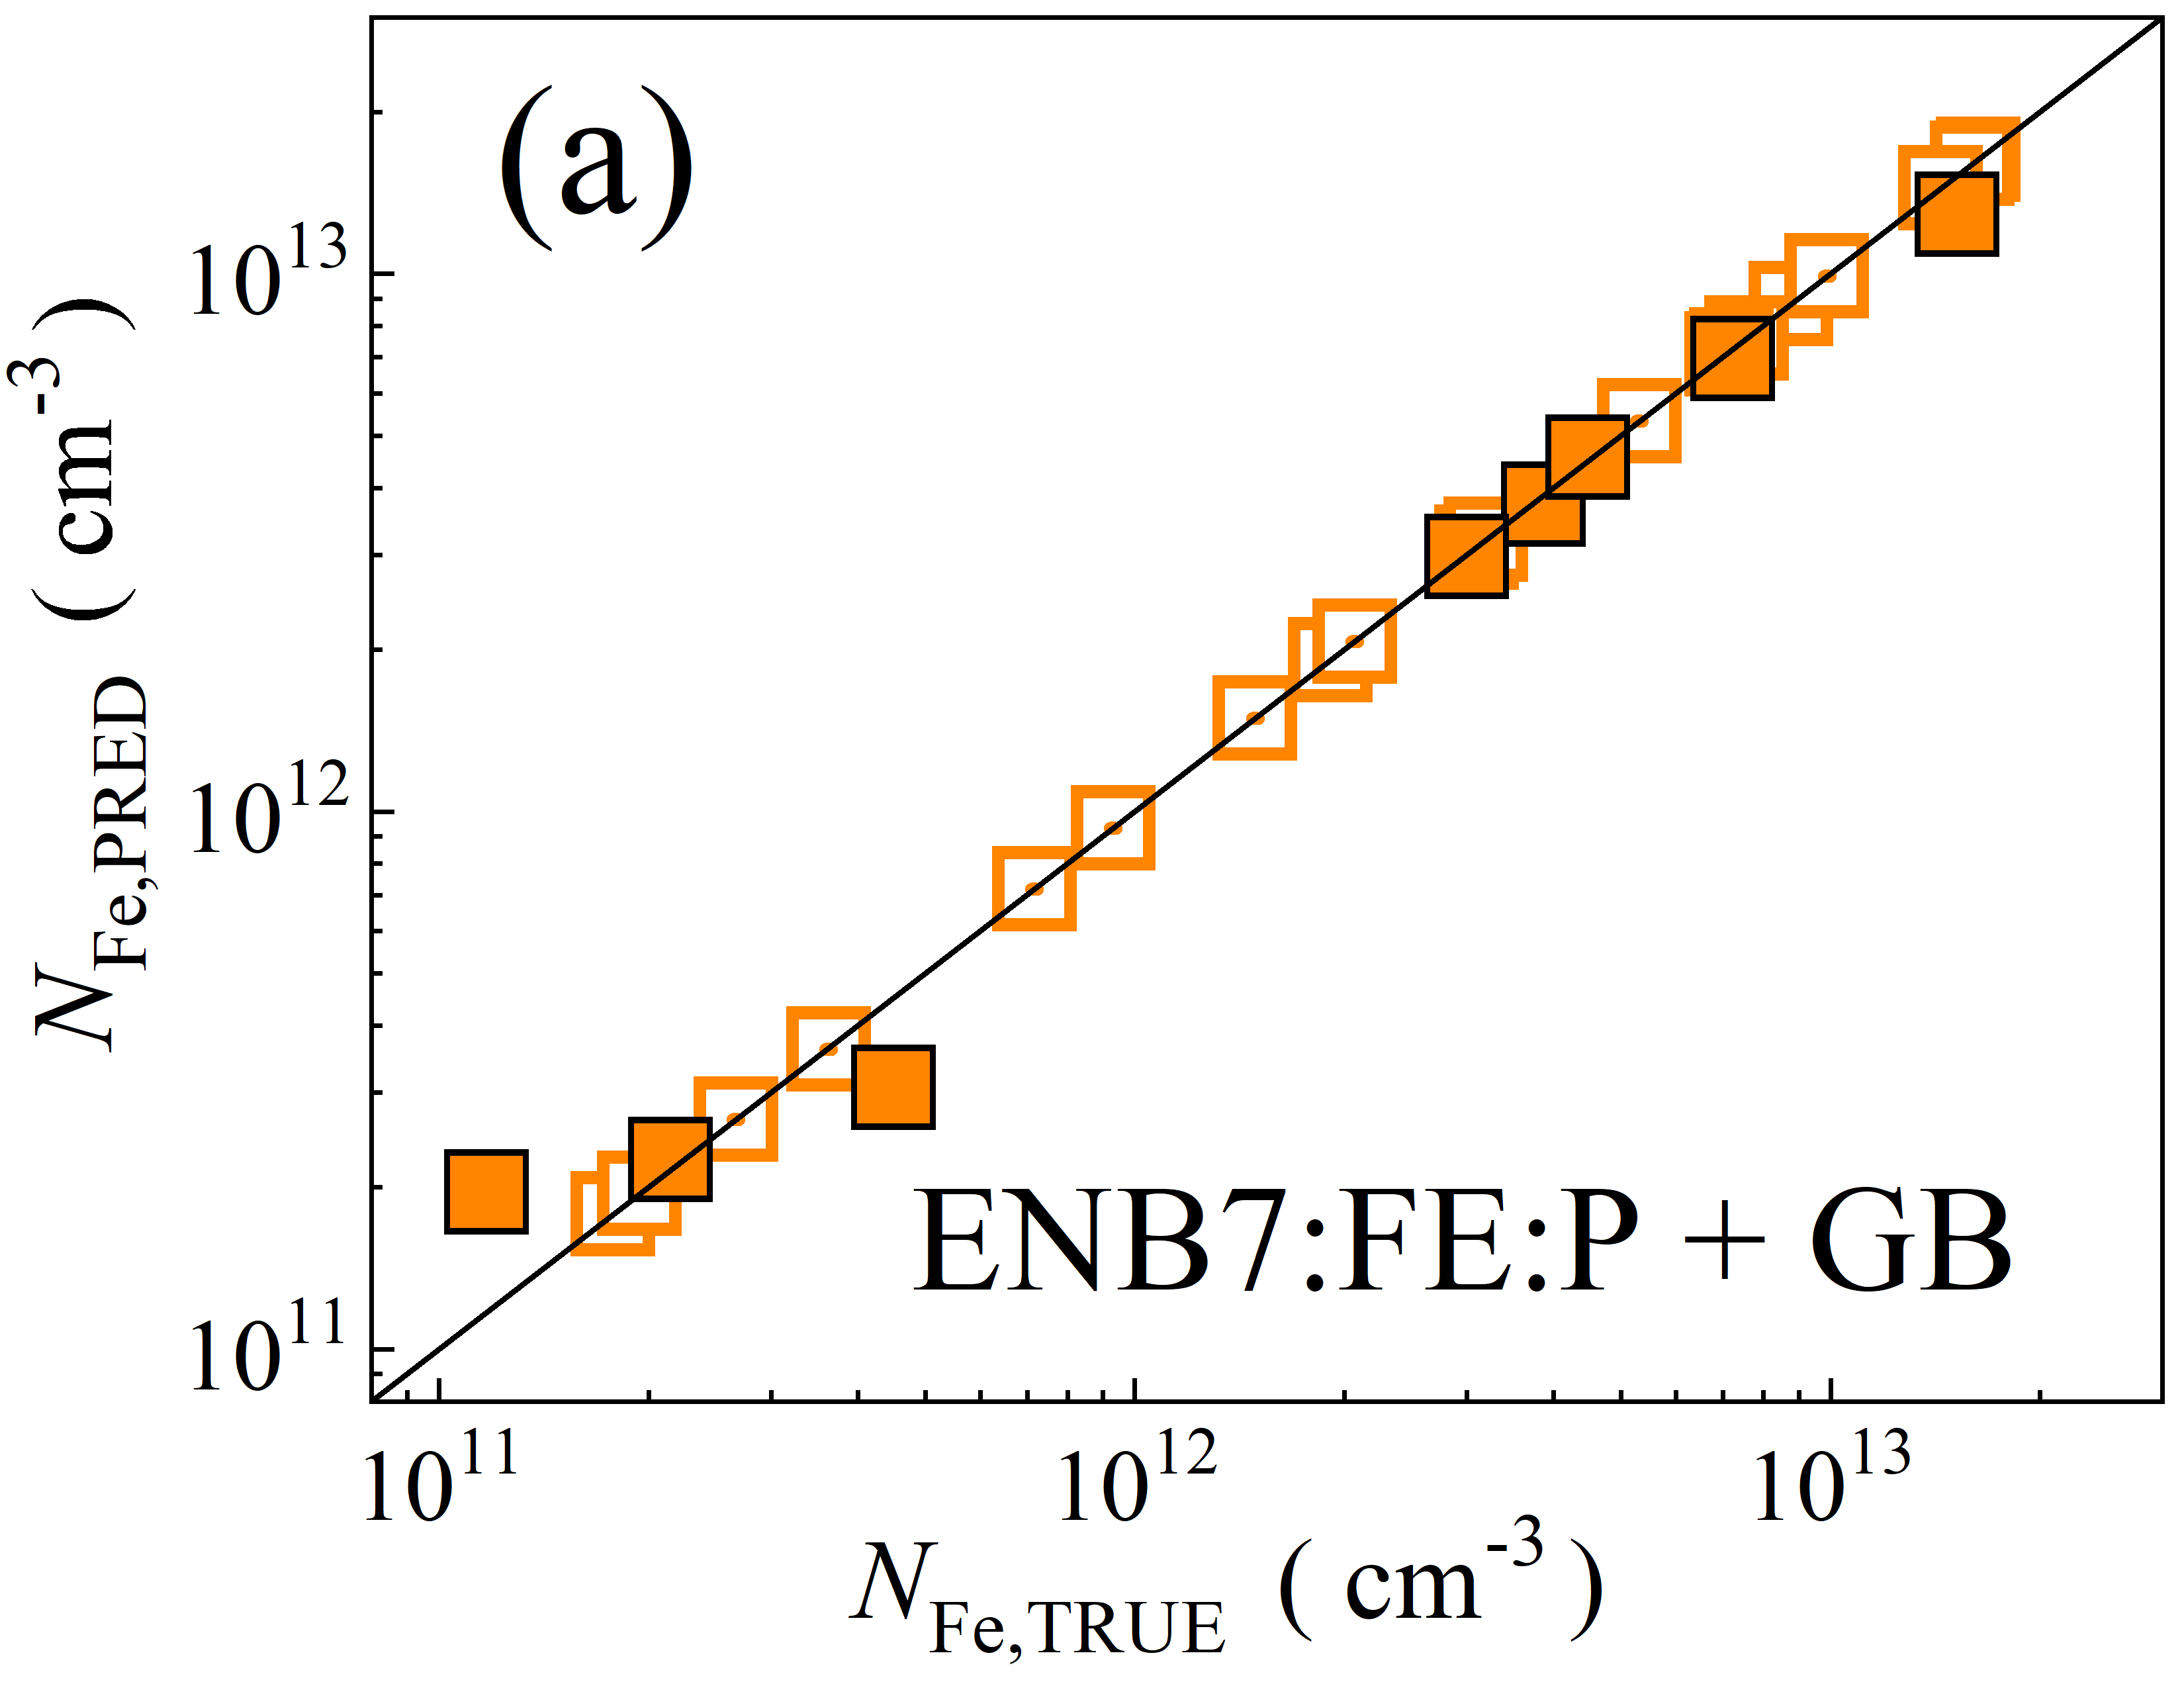 (a)
10^13
10^12
10^11
N_Fe,PRED ( cm^-3 )
ENB7:FE:P + GB
10^11 10^12 10^13
N_Fe,TRUE ( cm^-3 )